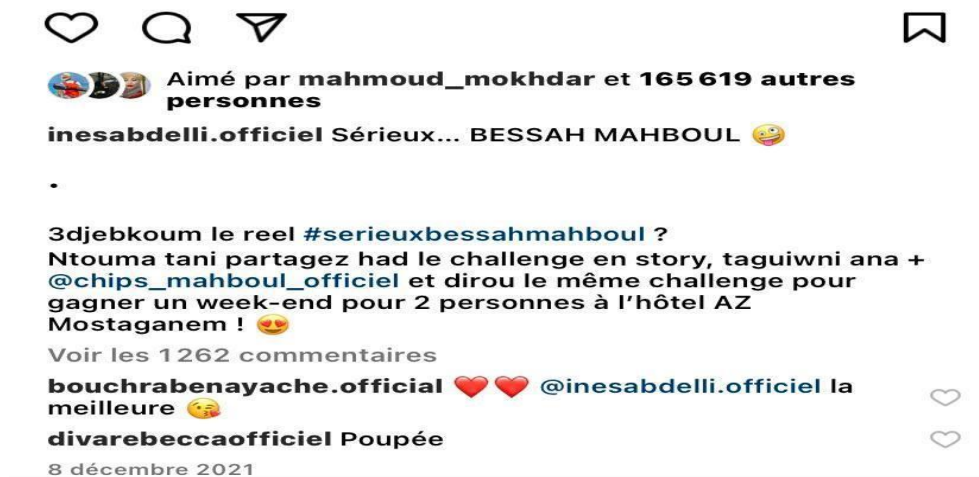 Aimé par mahmoud_mokhdar et 165 619 autres
personnes
inesabdelli.officiel Sérieux... BESSAH MAHBOUL 🤪
.
3djebkoum le reel #serieuxbessahmahboul ?
Ntouma tani partagez had le challenge en story, taguiwni ana +
@chips_mahboul_officiel et dirou le même challenge pour
gagner un week-end pour 2 personnes à l’hôtel AZ
Mostaganem ! 😍
Voir les 1 262 commentaires
bouchrabenayache.official ❤️❤️ @inesabdelli.officiel la
meilleure 😘
divarebeccaofficiel Poupée
8 décembre 2021